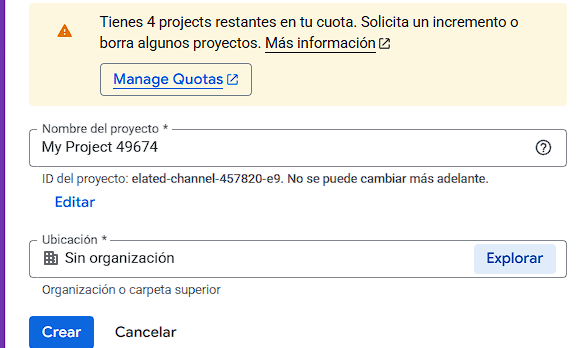 Tienes 4 projects restantes en tu cuota. Solicita un incremento o
borra algunos proyectos. Más información
Manage Quotas
Nombre del proyecto *
My Project 49674
ID del proyecto: elated-channel-457820-e9. No se puede cambiar más adelante.
Editar
Ubicación *
Sin organización
Explorar
Organización o carpeta superior
Crear Cancelar